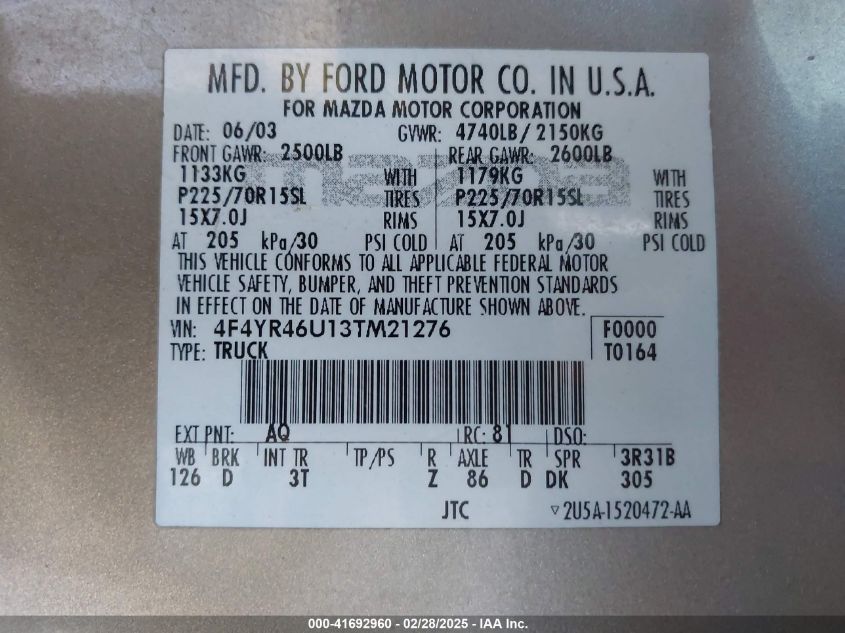 MFD. BY FORD MOTOR CO. IN U.S.A.
FOR MAZDA MOTOR CORPORATION
DATE: 06/03 GVWR: 4740LB/ 2150KG
FRONT GAWR: 2500LB REAR GAWR: 2600LB
1133KG WITH 1179KG WITH
P225/70R15SL TIRES P225/70R15SL TIRES
15X7.0J RIMS 15X7.0J RIMS
AT 205 kPa/30 PSI COLD AT 205 kPa/30 PSI COLD
THIS VEHICLE CONFORMS TO ALL APPLICABLE FEDERAL MOTOR
VEHICLE SAFETY, BUMPER, AND THEFT PREVENTION STANDARDS
IN EFFECT ON THE DATE OF MANUFACTURE SHOWN ABOVE.
VIN: 4F4YR46U13TM21276 F0000
TYPE: TRUCK T0164
EXT PNT: AQ RC: 81 DSO:
WB BRK INT TR TP/PS R AXLE TR SPR 3R31B
126 D 3T Z 86 D DK 305
JTC ▽2U5A-1520472-AA
mazda
000-41692960 - 02/28/2025 - IAA Inc.